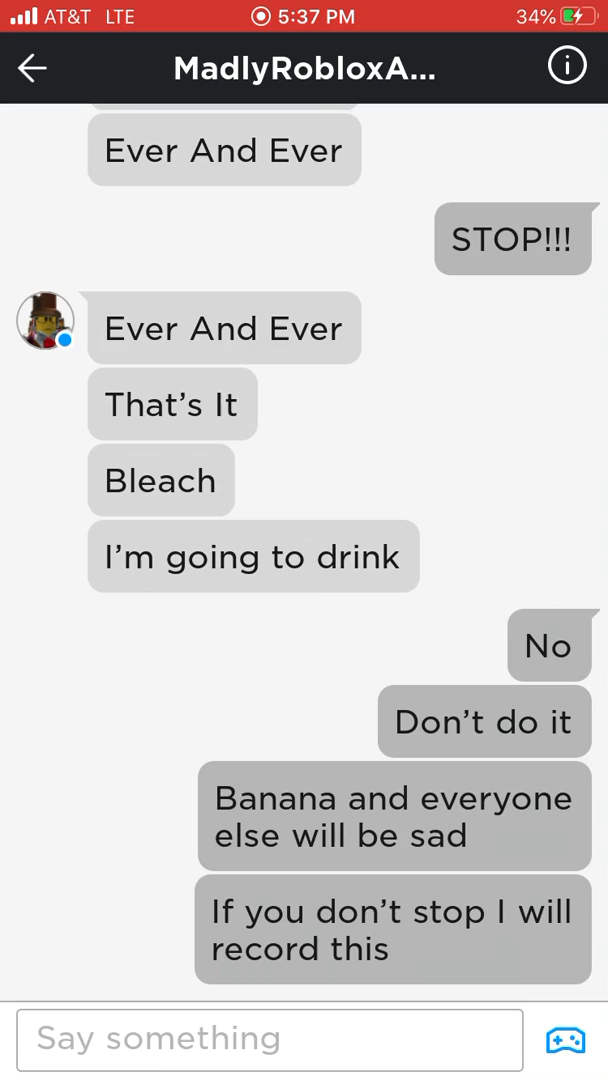 AT&T LTE 5:37 PM 34%
MadlyRobloxA...
Ever And Ever
STOP!!!
Ever And Ever
That’s It
Bleach
I’m going to drink
No
Don’t do it
Banana and everyone
else will be sad
If you don’t stop I will
record this
Say something